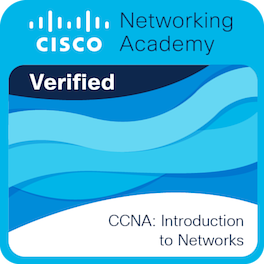 CISCO
Networking
Academy
Verified
CCNA: Introduction
to Networks